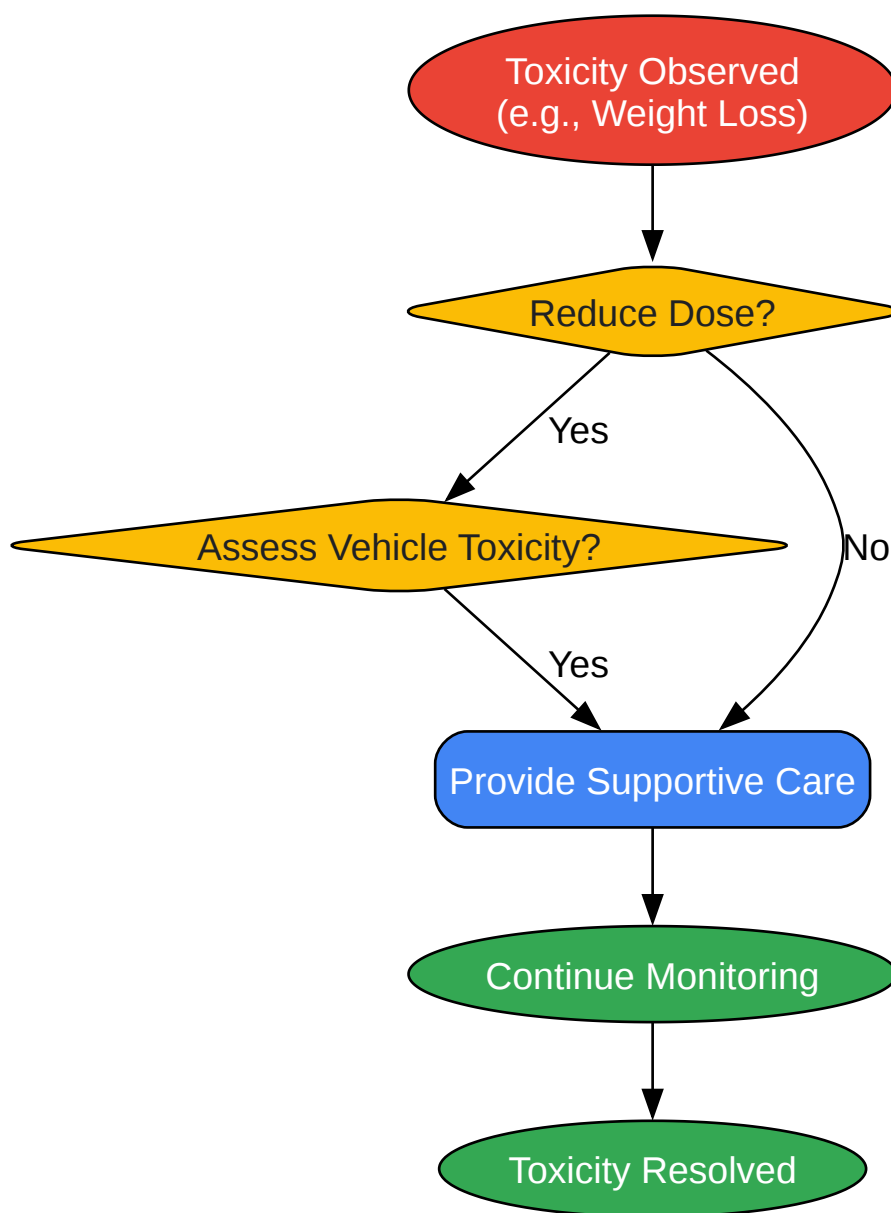 Toxicity Observed
(e.g., Weight Loss)
Reduce Dose?
Yes
Assess Vehicle Toxicity?
No
Yes
Provide Supportive Care
Continue Monitoring
Toxicity Resolved